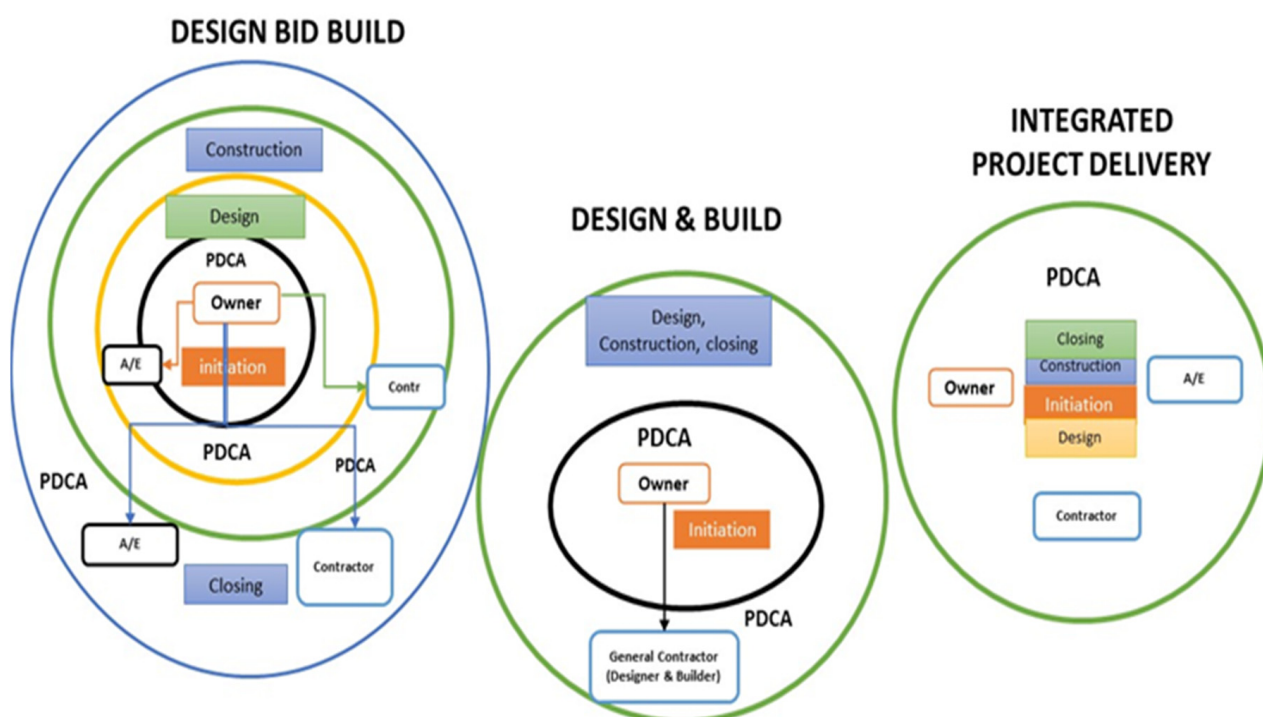 DESIGN BID BUILD
Construction
Design
PDCA
Owner
A/E
initiation
Contr
PDCA
PDCA
PDCA
A/E
Contractor
Closing
DESIGN & BUILD
Design,
Construction, closing
PDCA
Owner
Initiation
PDCA
General Contractor
(Designer & Builder)
INTEGRATED
PROJECT DELIVERY
PDCA
Closing
Construction
Owner
A/E
Initiation
Design
Contractor